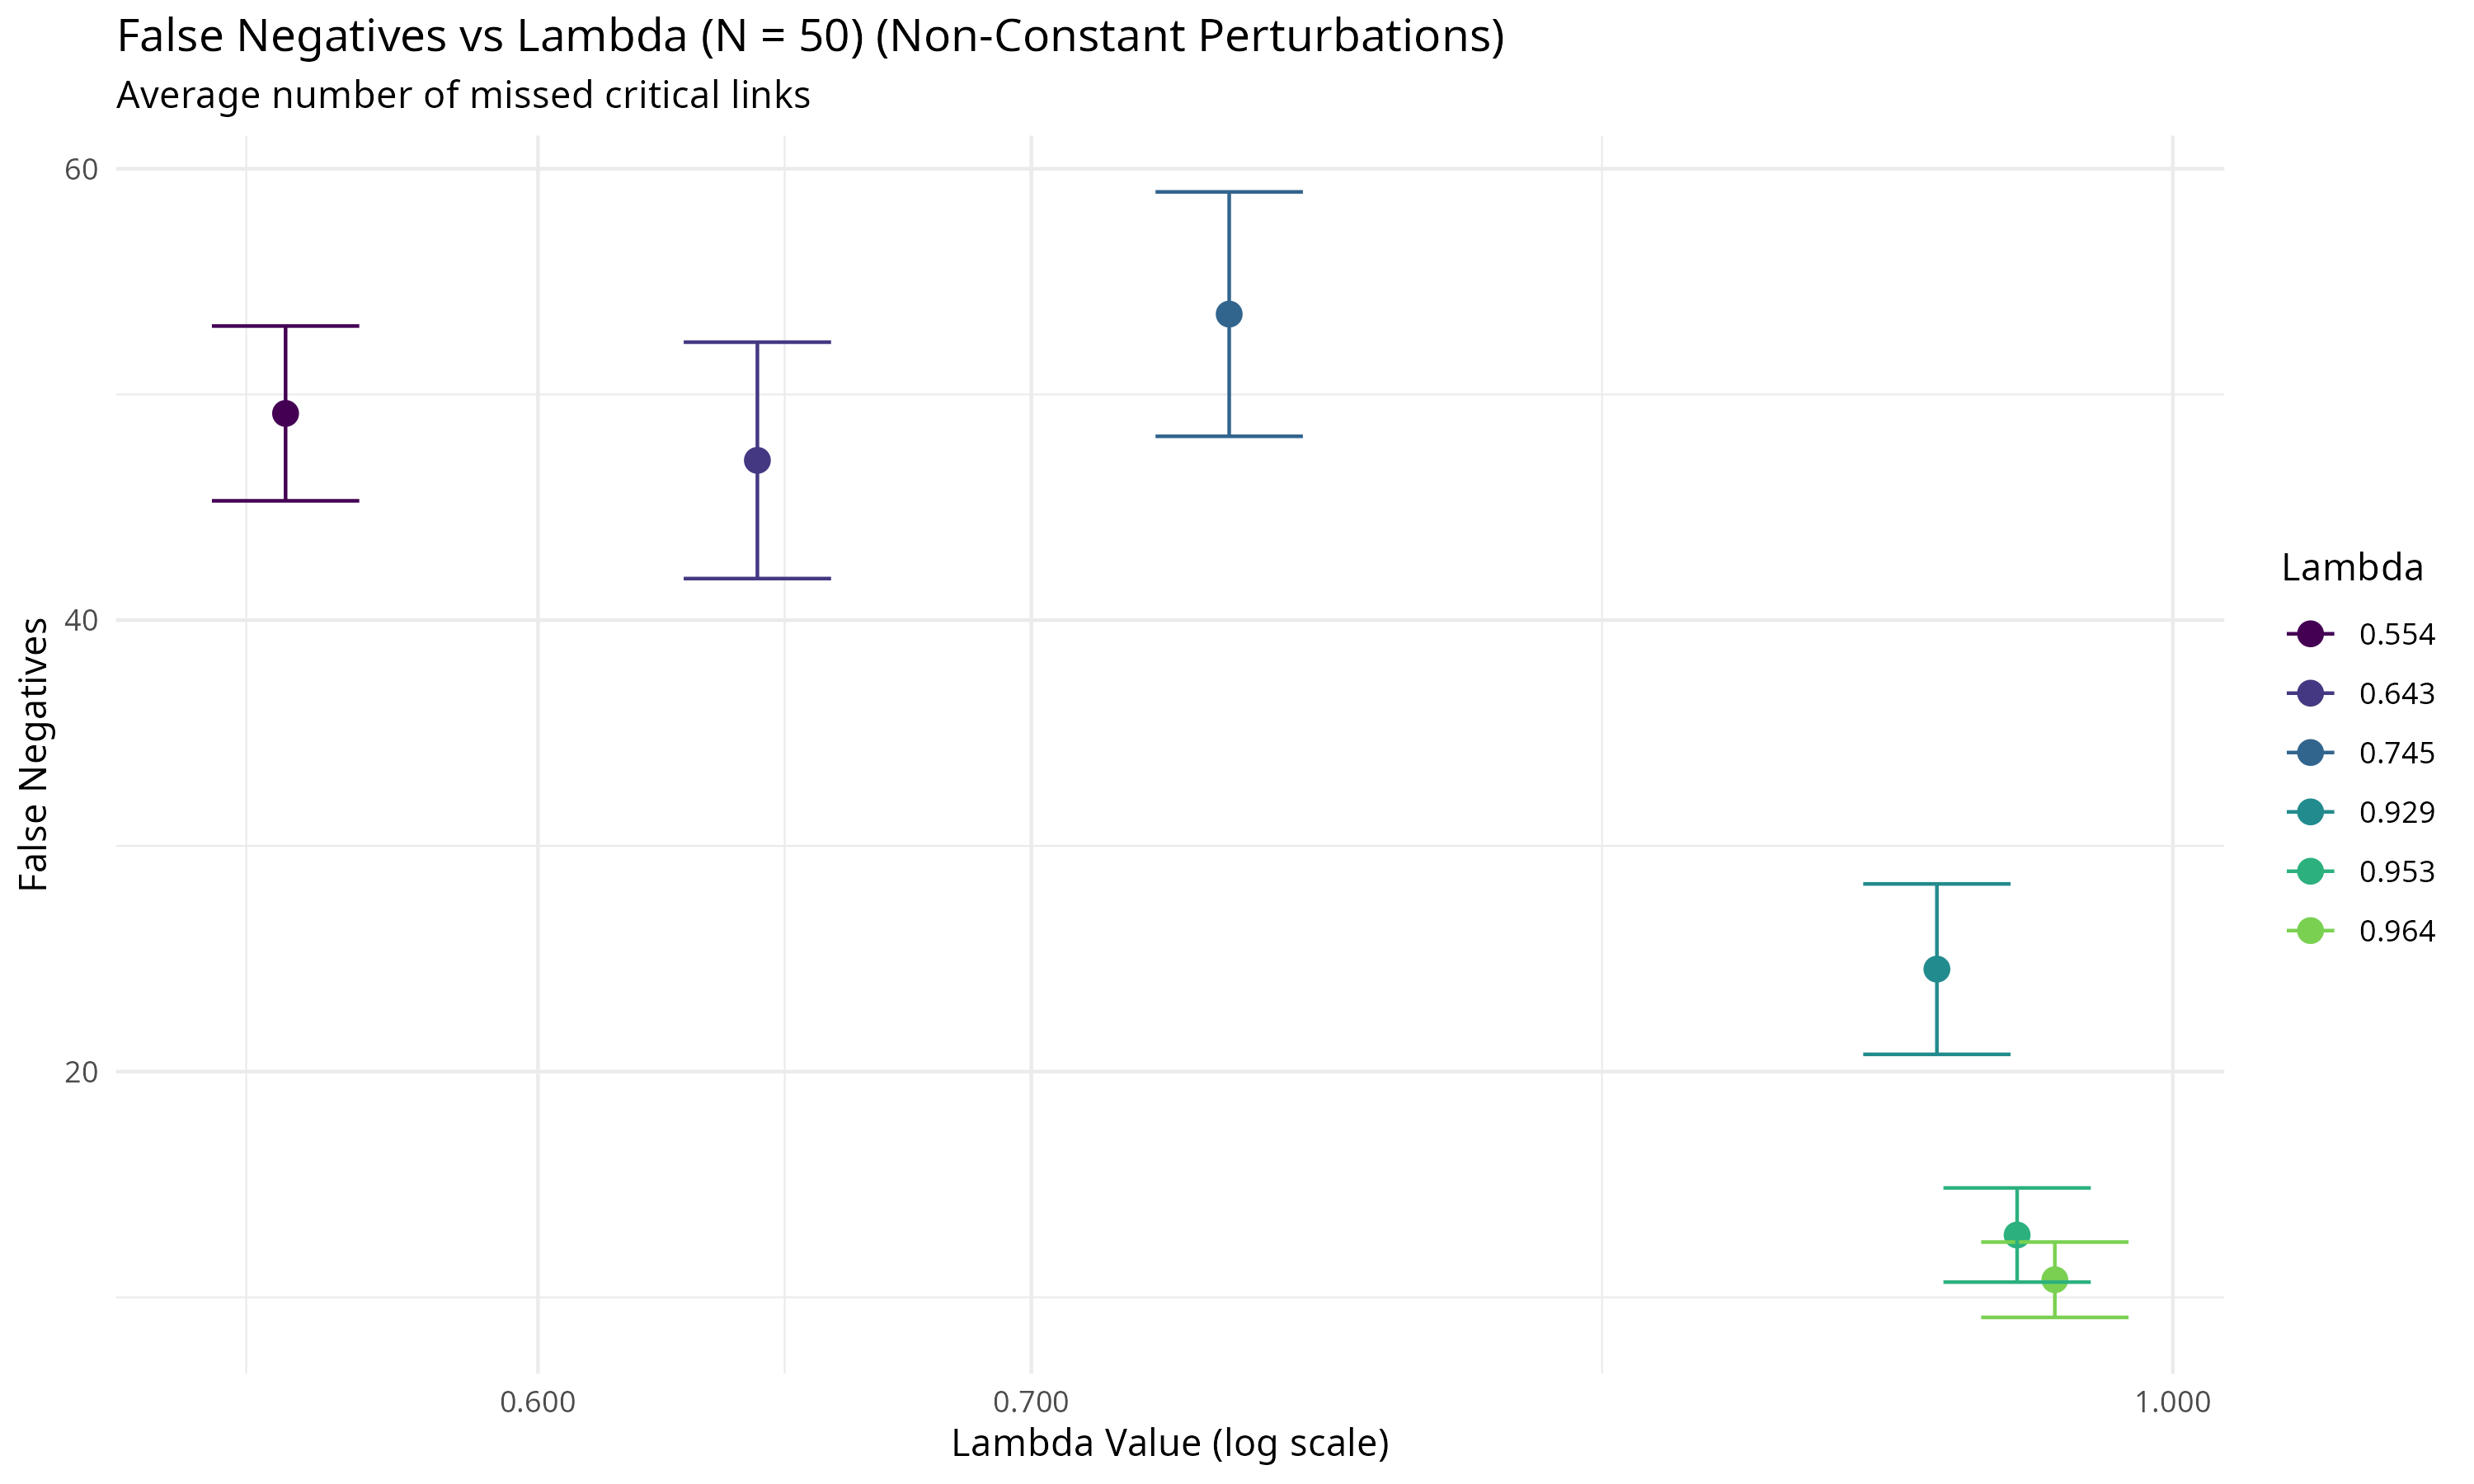 False Negatives vs Lambda (N = 50) (Non-Constant Perturbations)
Average number of missed critical links
60
40
20
False Negatives
0.600
0.700
1.000
Lambda Value (log scale)
Lambda
0.554
0.643
0.745
0.929
0.953
0.964